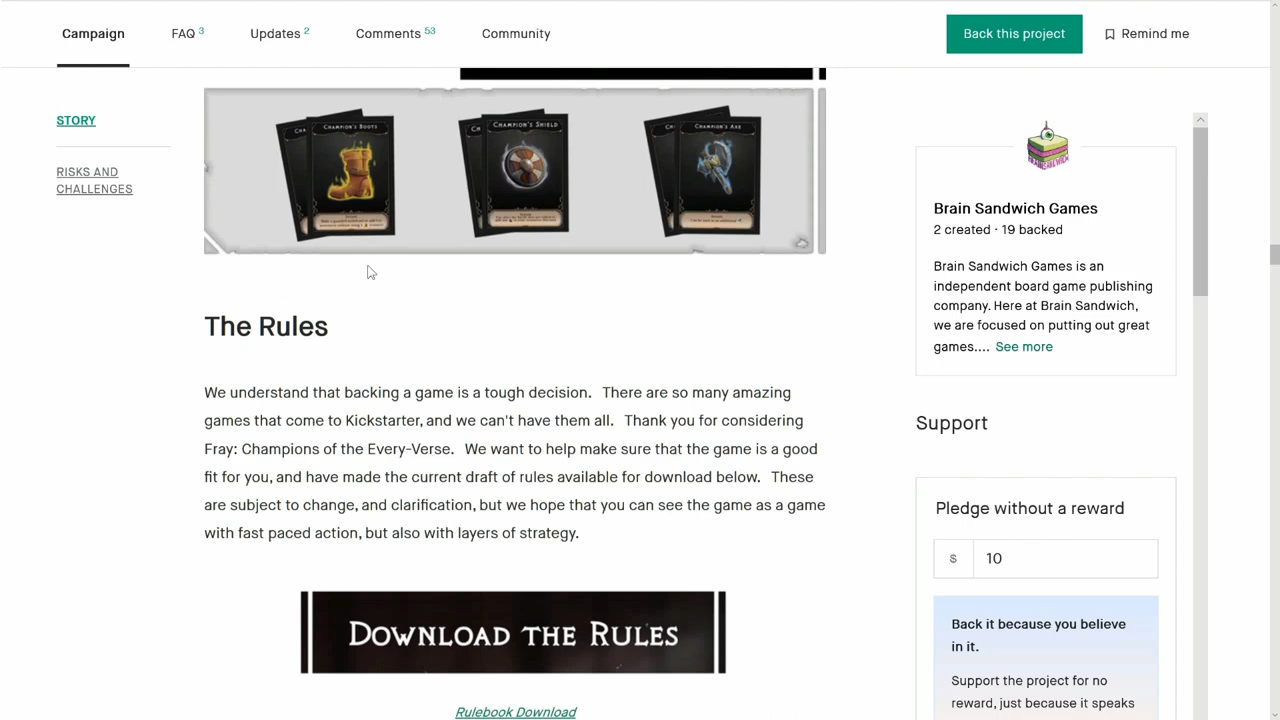 Campaign
FAQ 3
Updates 2
Comments 53
Community
Back this project
Remind me
STORY
RISKS AND
CHALLENGES
CHAMPION'S BOOTS
CHAMPION'S SHIELD
CHAMPION'S AXE
The Rules
We understand that backing a game is a tough decision. There are so many amazing
games that come to Kickstarter, and we can't have them all. Thank you for considering
Fray: Champions of the Every-Verse. We want to help make sure that the game is a good
fit for you, and have made the current draft of rules available for download below. These
are subject to change, and clarification, but we hope that you can see the game as a game
with fast paced action, but also with layers of strategy.
DOWNLOAD THE RULES
Rulebook Download
Brain Sandwich Games
2 created · 19 backed
Brain Sandwich Games is an
independent board game publishing
company. Here at Brain Sandwich,
we are focused on putting out great
games.... See more
Support
Pledge without a reward
$ 10
Back it because you believe
in it.
Support the project for no
reward, just because it speaks